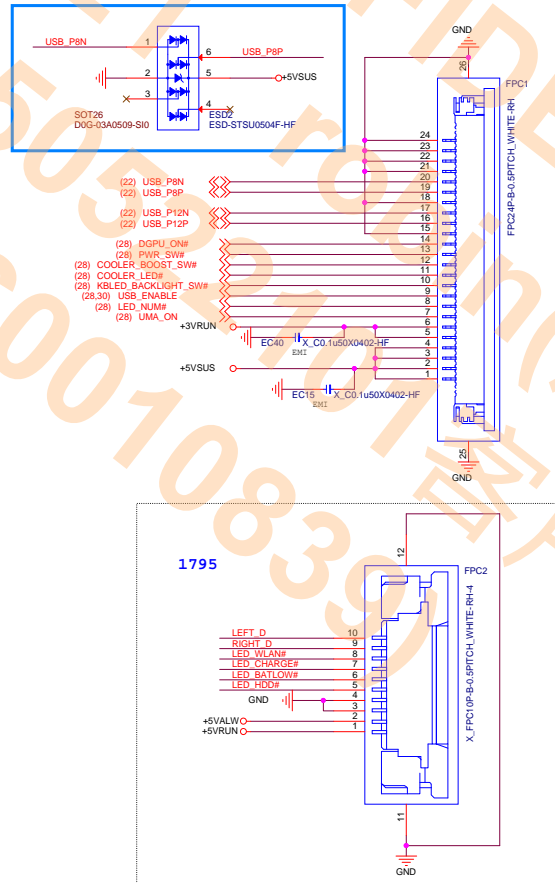 USB_P8N
1
6
USB_P8P
2
5
+5VSUS
3
4
SOT26
D0G-03A0509-SI0
ESD2
ESD-STSU0504F-HF
GND
26
FPC1
FPC24P-B-0.5PITCH_WHITE-RH
24
23
22
21
(22) USB_P8N 20
(22) USB_P8P 19
18
(22) USB_P12N 17
(22) USB_P12P 16
15
(28) DGPU_ON# 14
(28) PWR_SW# 13
(28) COOLER_BOOST_SW# 12
(28) COOLER_LED# 11
(28) KBLED_BACKLIGHT_SW# 10
(28,30) USB_ENABLE 9
(28) LED_NUM# 8
(28) UMA_ON 7
+3VRUN 6
5
EC40 X_C0.1u50X0402-HF 4
EMI
3
+5VSUS 2
1
EC15 X_C0.1u50X0402-HF
EMI
25
GND
1795
12
FPC2
X_FPC10P-B-0.5PITCH_WHITE-RH-4
LEFT_D 10
RIGHT_D 9
LED_WLAN# 8
LED_CHARGE# 7
LED_BATLOW# 6
LED_HDD# 5
GND 4
3
+5VALW 2
+5VRUN 1
11
GND